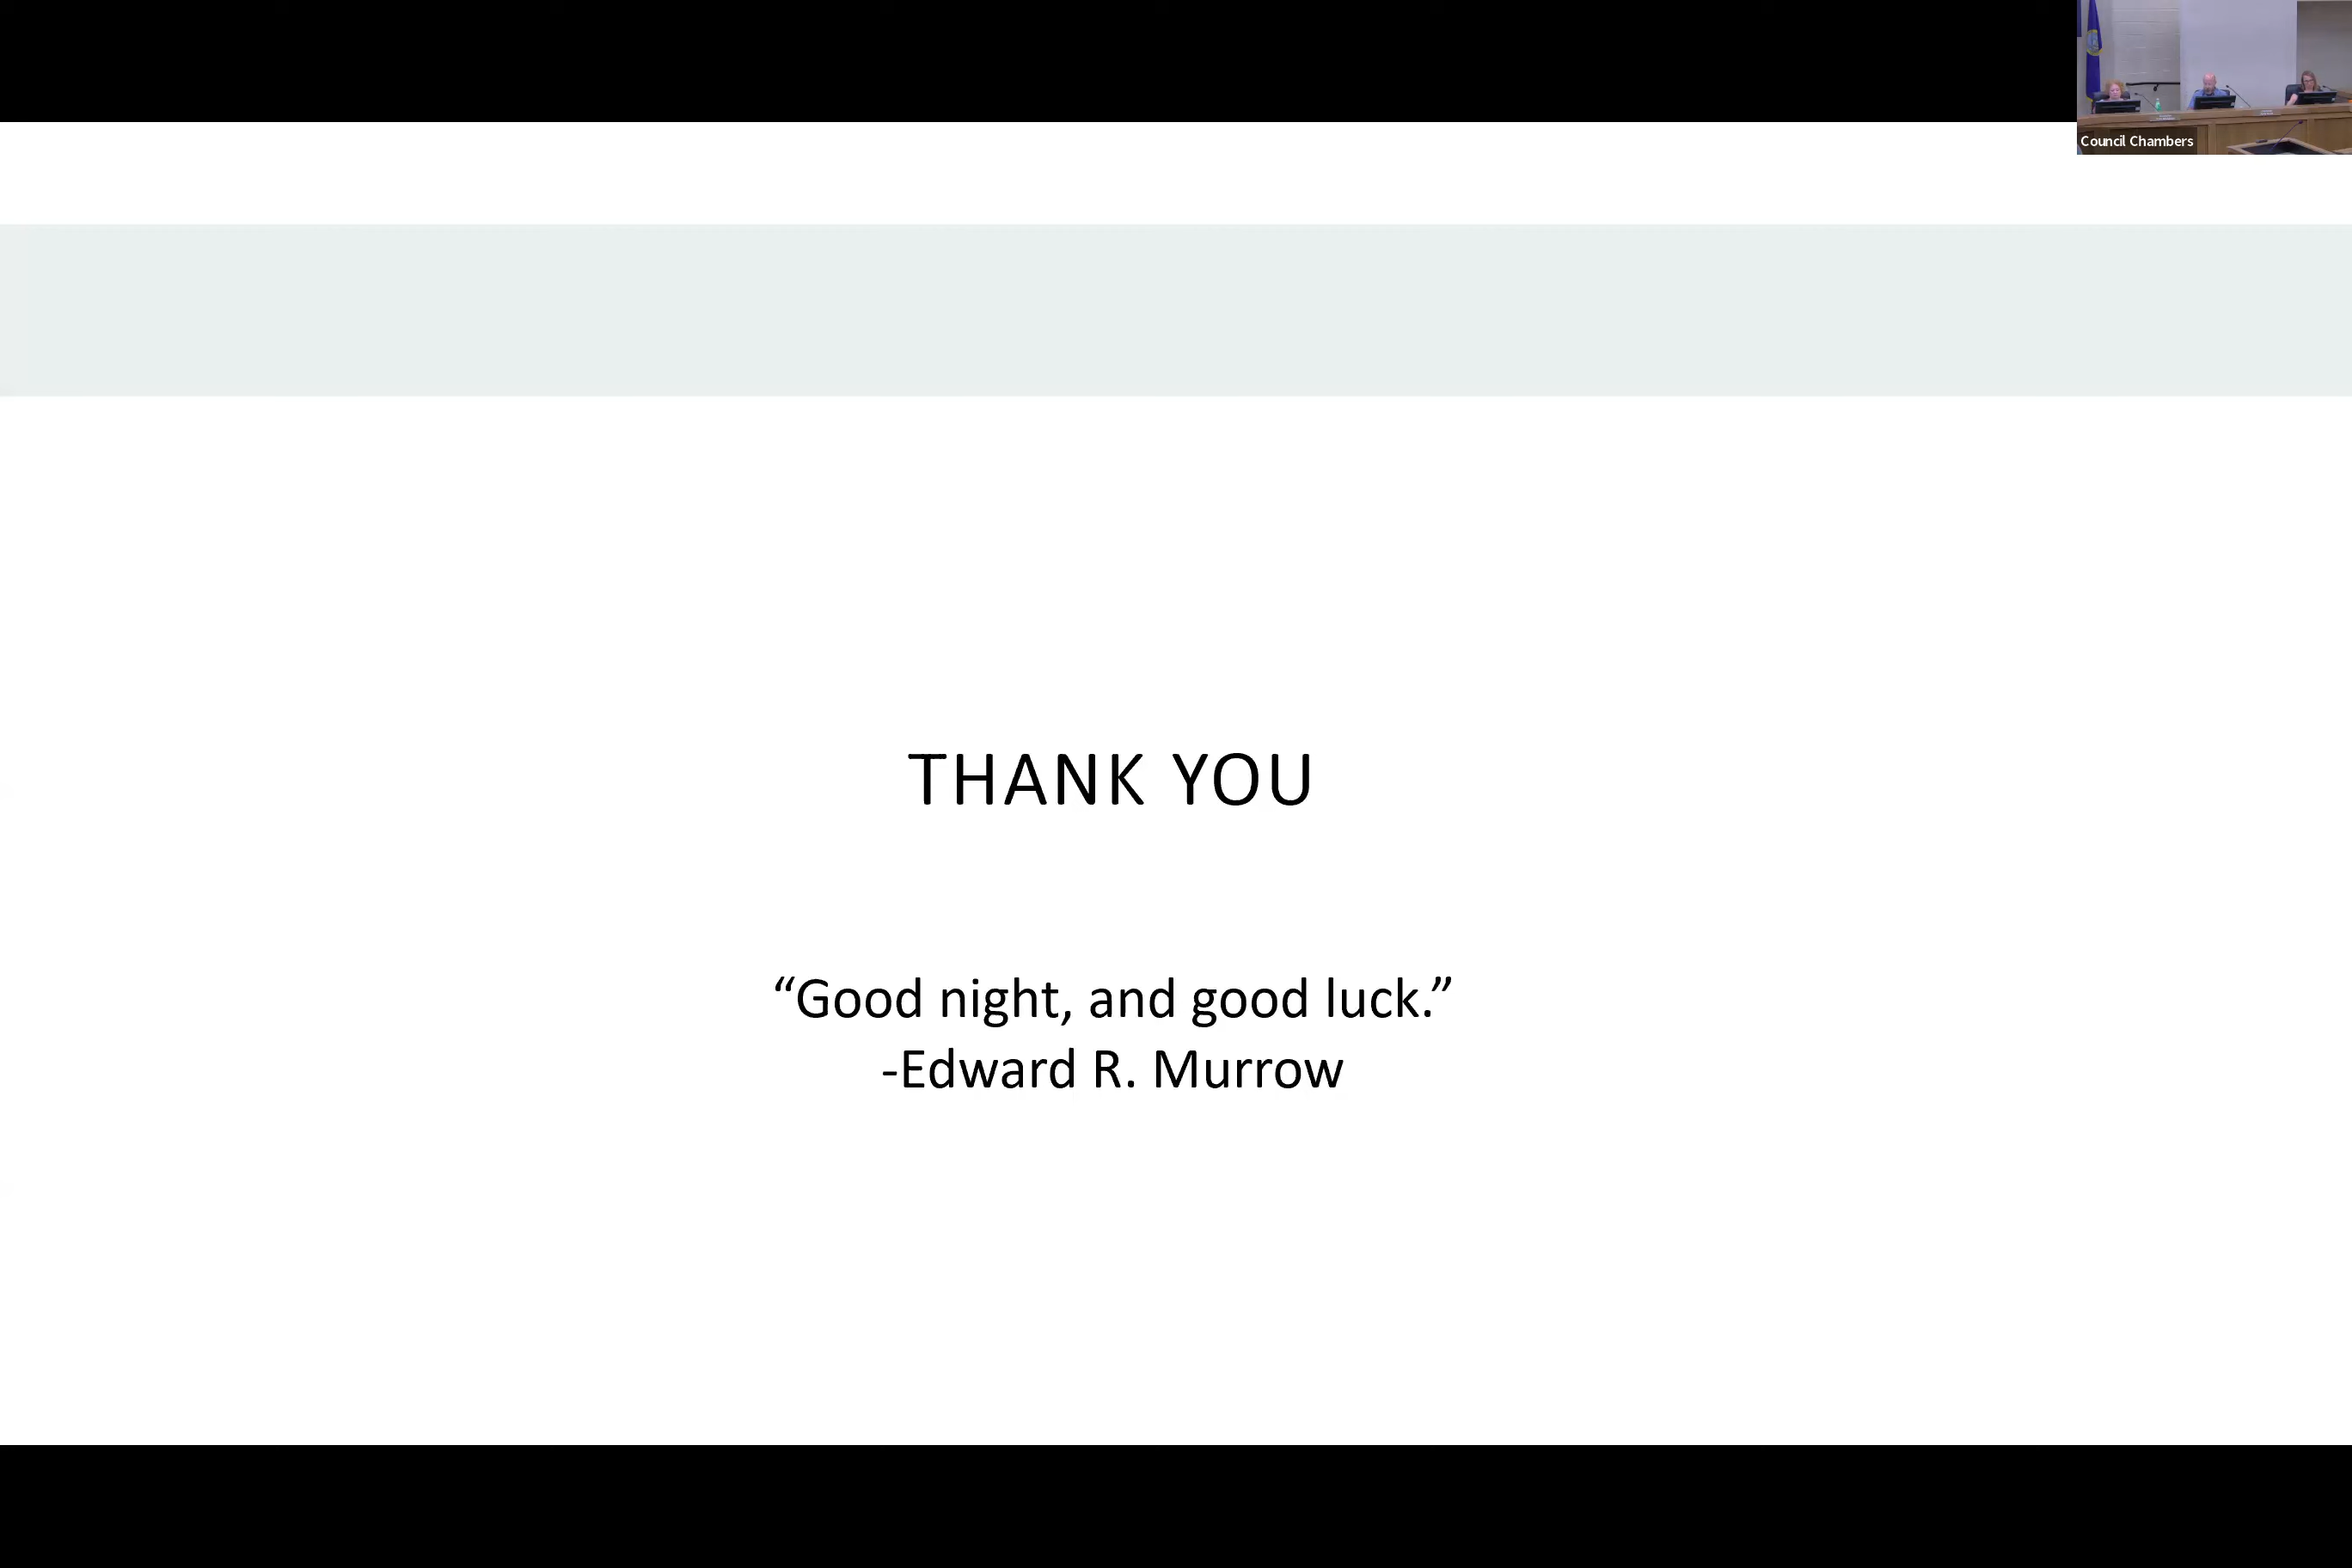 Council Chambers
THANK YOU
“Good night, and good luck.”
-Edward R. Murrow